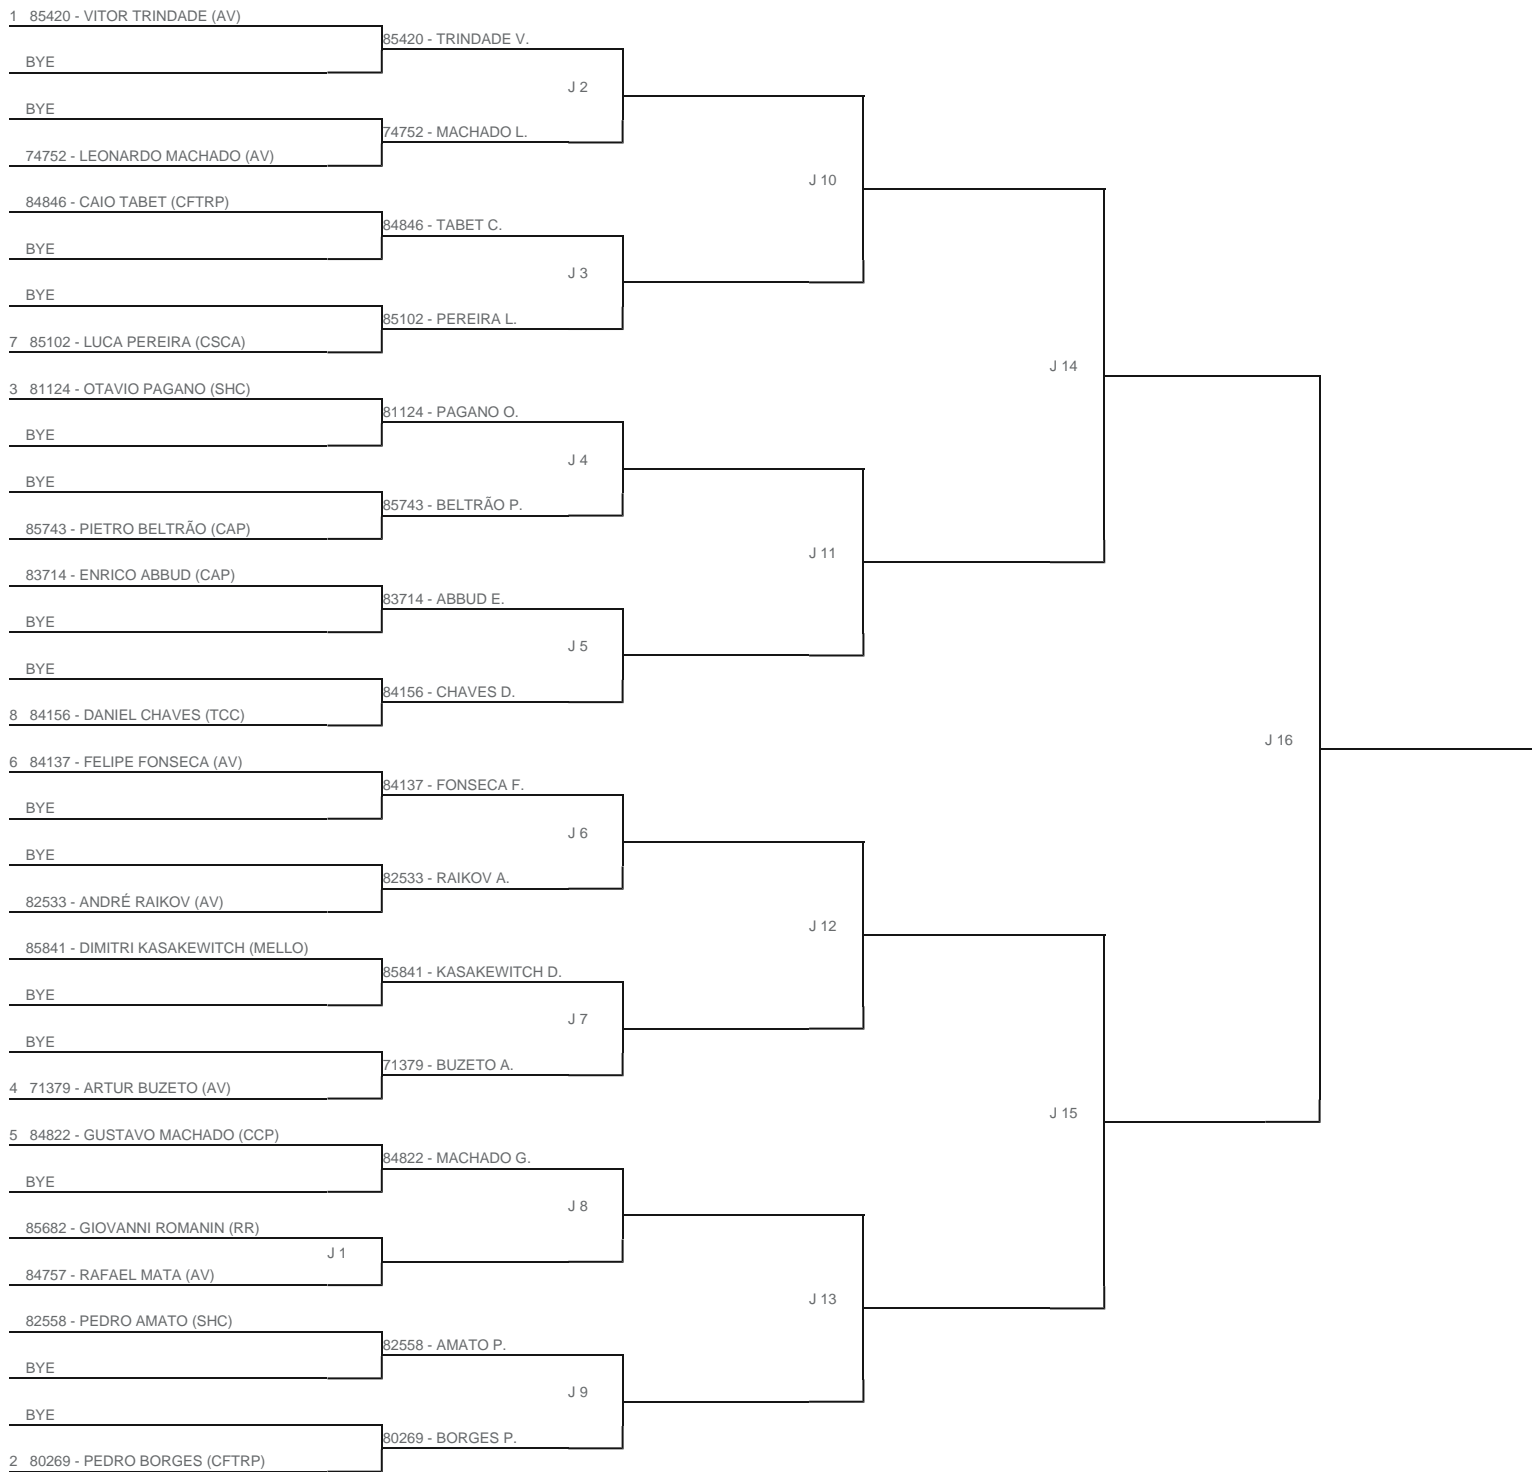 1 85420 - VITOR TRINDADE (AV)
85420 - TRINDADE V.
BYE
J 2
BYE
74752 - MACHADO L.
74752 - LEONARDO MACHADO (AV)
J 10
84846 - CAIO TABET (CFTRP)
84846 - TABET C.
BYE
J 3
BYE
85102 - PEREIRA L.
7 85102 - LUCA PEREIRA (CSCA)
J 14
3 81124 - OTAVIO PAGANO (SHC)
81124 - PAGANO O.
BYE
J 4
BYE
85743 - BELTRÃO P.
85743 - PIETRO BELTRÃO (CAP)
J 11
83714 - ENRICO ABBUD (CAP)
83714 - ABBUD E.
BYE
J 5
BYE
84156 - CHAVES D.
8 84156 - DANIEL CHAVES (TCC)
J 16
6 84137 - FELIPE FONSECA (AV)
84137 - FONSECA F.
BYE
J 6
BYE
82533 - RAIKOV A.
82533 - ANDRÉ RAIKOV (AV)
J 12
85841 - DIMITRI KASAKEWITCH (MELLO)
85841 - KASAKEWITCH D.
BYE
J 7
BYE
71379 - BUZETO A.
4 71379 - ARTUR BUZETO (AV)
J 15
5 84822 - GUSTAVO MACHADO (CCP)
84822 - MACHADO G.
BYE
J 8
85682 - GIOVANNI ROMANIN (RR)
J 1
84757 - RAFAEL MATA (AV)
J 13
82558 - PEDRO AMATO (SHC)
82558 - AMATO P.
BYE
J 9
BYE
80269 - BORGES P.
2 80269 - PEDRO BORGES (CFTRP)